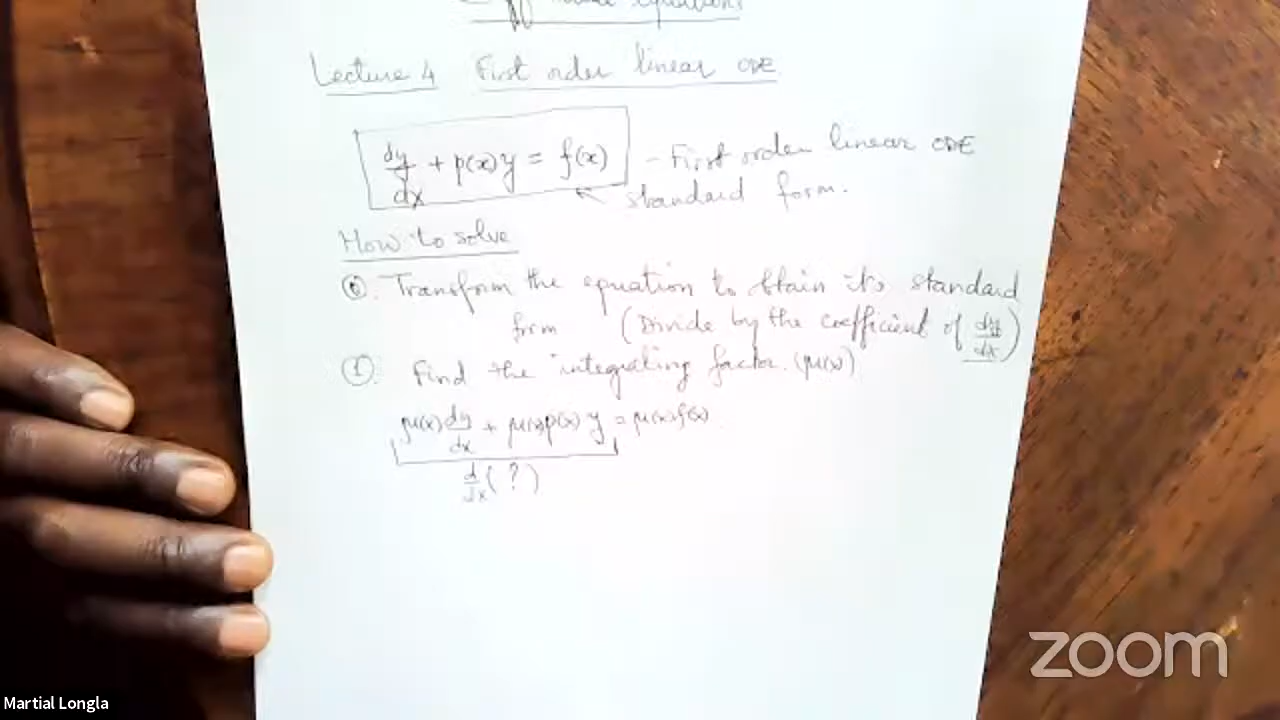 equations
Lecture 4 First order linear ODE
dy/dx + p(x)y = f(x) - First order linear ODE
standard form.
How to solve
⓪. Transform the equation to obtain its standard
form (Divide by the coefficient of dy/dx)
①. Find the integrating factor. (μ(x))
μ(x) dy/dx + μ(x)p(x) y = μ(x)f(x).
d/dx ( ? )
zoom
Martial Longla